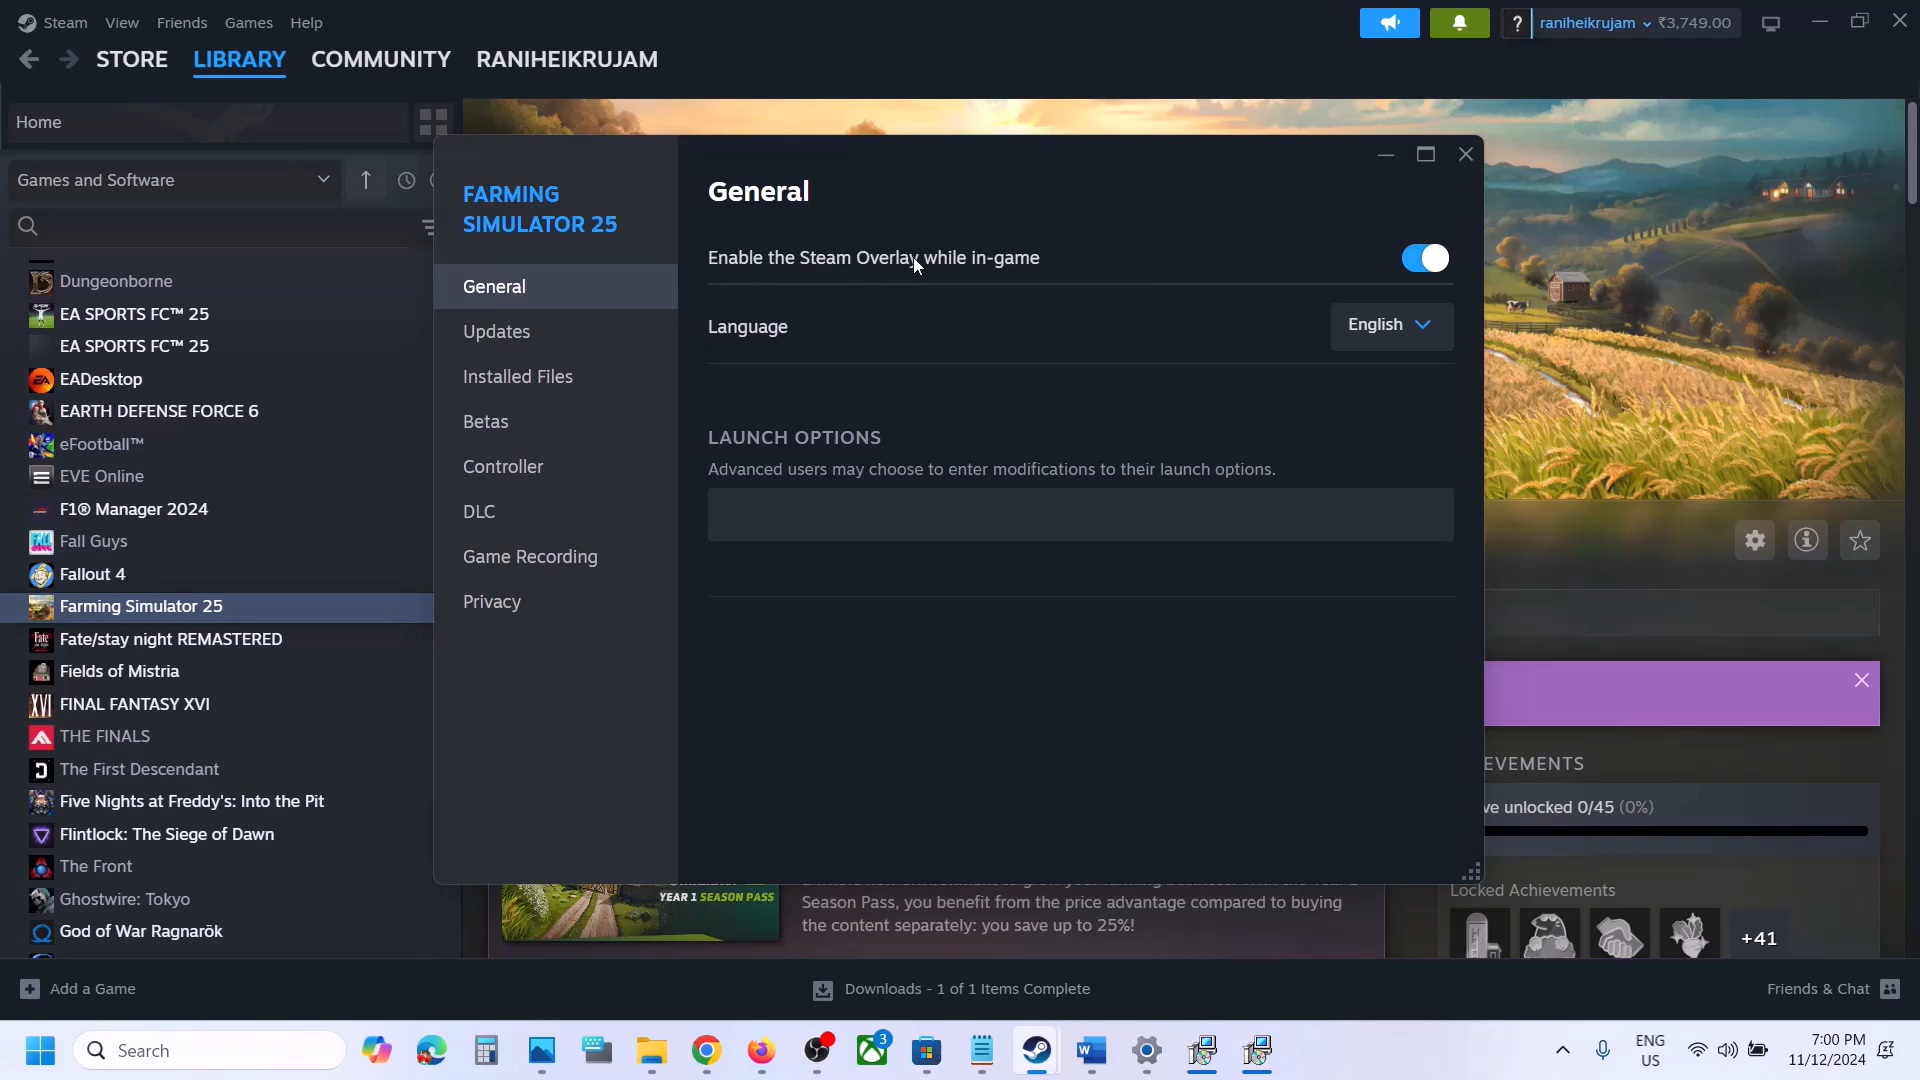 Steam View Friends Games Help
? raniheikrujam ₹3,749.00
STORE LIBRARY COMMUNITY RANIHEIKRUJAM
Home
Games and Software
Dungeonborne
EA SPORTS FC™ 25
EA SPORTS FC™ 25
EADesktop
EARTH DEFENSE FORCE 6
eFootball™
EVE Online
F1® Manager 2024
Fall Guys
Fallout 4
Farming Simulator 25
Fate/stay night REMASTERED
Fields of Mistria
FINAL FANTASY XVI
THE FINALS
The First Descendant
Five Nights at Freddy's: Into the Pit
Flintlock: The Siege of Dawn
The Front
Ghostwire: Tokyo
God of War Ragnarök
FARMING
SIMULATOR 25
General
Updates
Installed Files
Betas
Controller
DLC
Game Recording
Privacy
General
Enable the Steam Overlay while in-game
Language English
LAUNCH OPTIONS
Advanced users may choose to enter modifications to their launch options.
EVEMENTS
ve unlocked 0/45 (0%)
Locked Achievements
+41
YEAR 1 SEASON PASS
Season Pass, you benefit from the price advantage compared to buying
the content separately: you save up to 25%!
Add a Game
Downloads - 1 of 1 Items Complete
Friends & Chat
Search
3
ENG
US
7:00 PM
11/12/2024